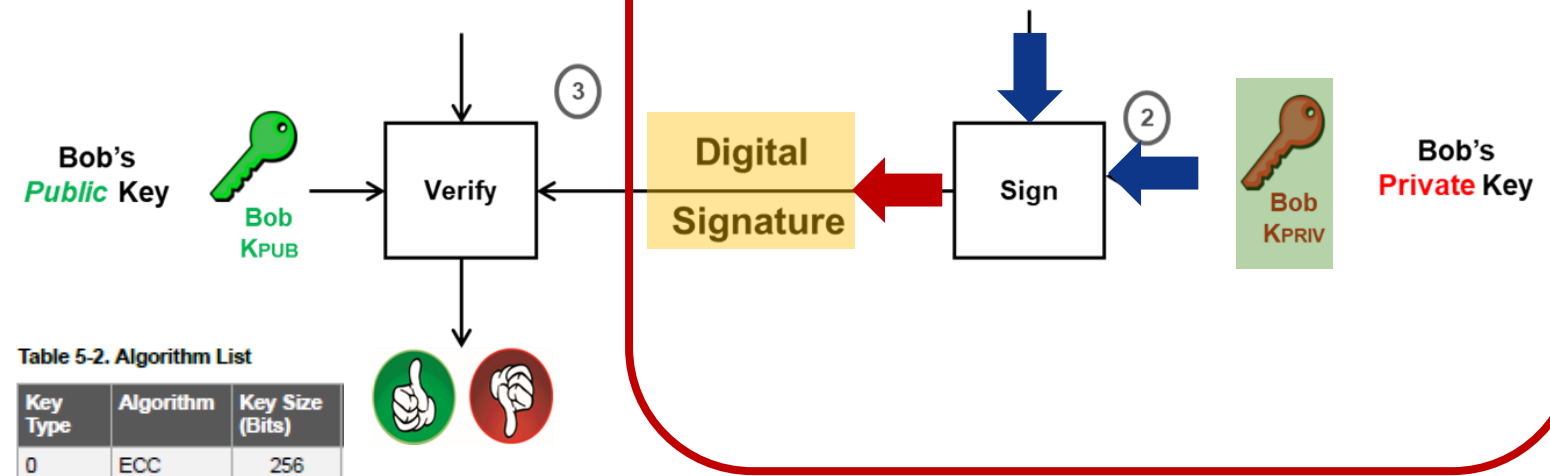 3
2
Bob's
Public Key
Bob
KPUB
Verify
Digital
Signature
Sign
Bob
KPRIV
Bob's
Private Key
Table 5-2. Algorithm List
Key Type Algorithm Key Size (Bits)
0 ECC 256